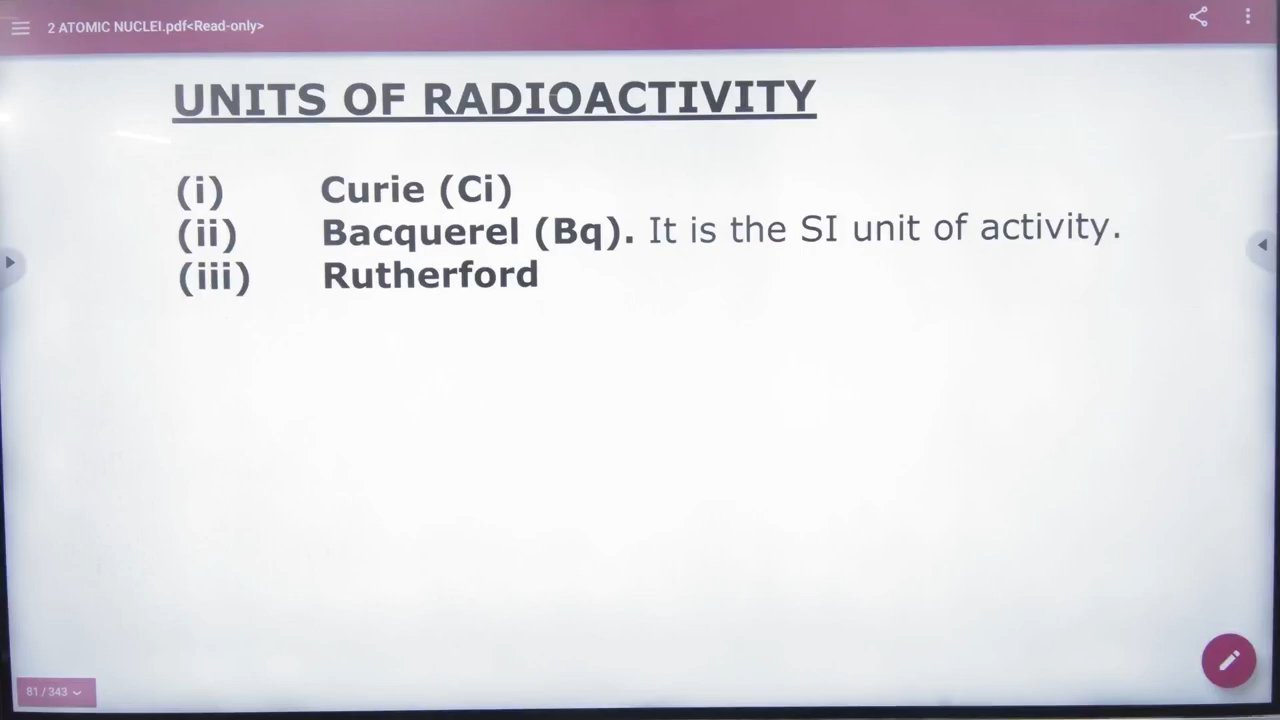 2 ATOMIC NUCLEI.pdf<Read-only>
UNITS OF RADIOACTIVITY
(i) Curie (Ci)
(ii) Bacquerel (Bq). It is the SI unit of activity.
(iii) Rutherford
81 / 343